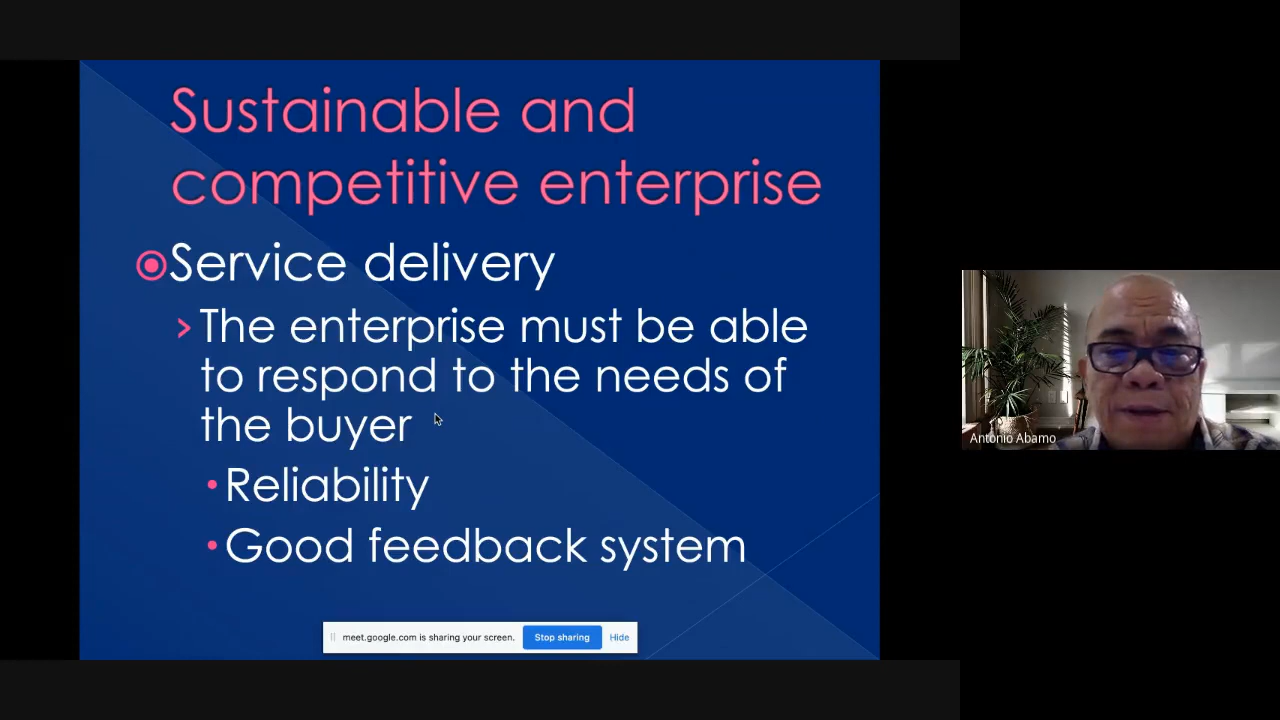 Sustainable and
competitive enterprise
Service delivery
The enterprise must be able
to respond to the needs of
the buyer
Reliability
Good feedback system
meet.google.com is sharing your screen. Stop sharing Hide
Antonio Abamo